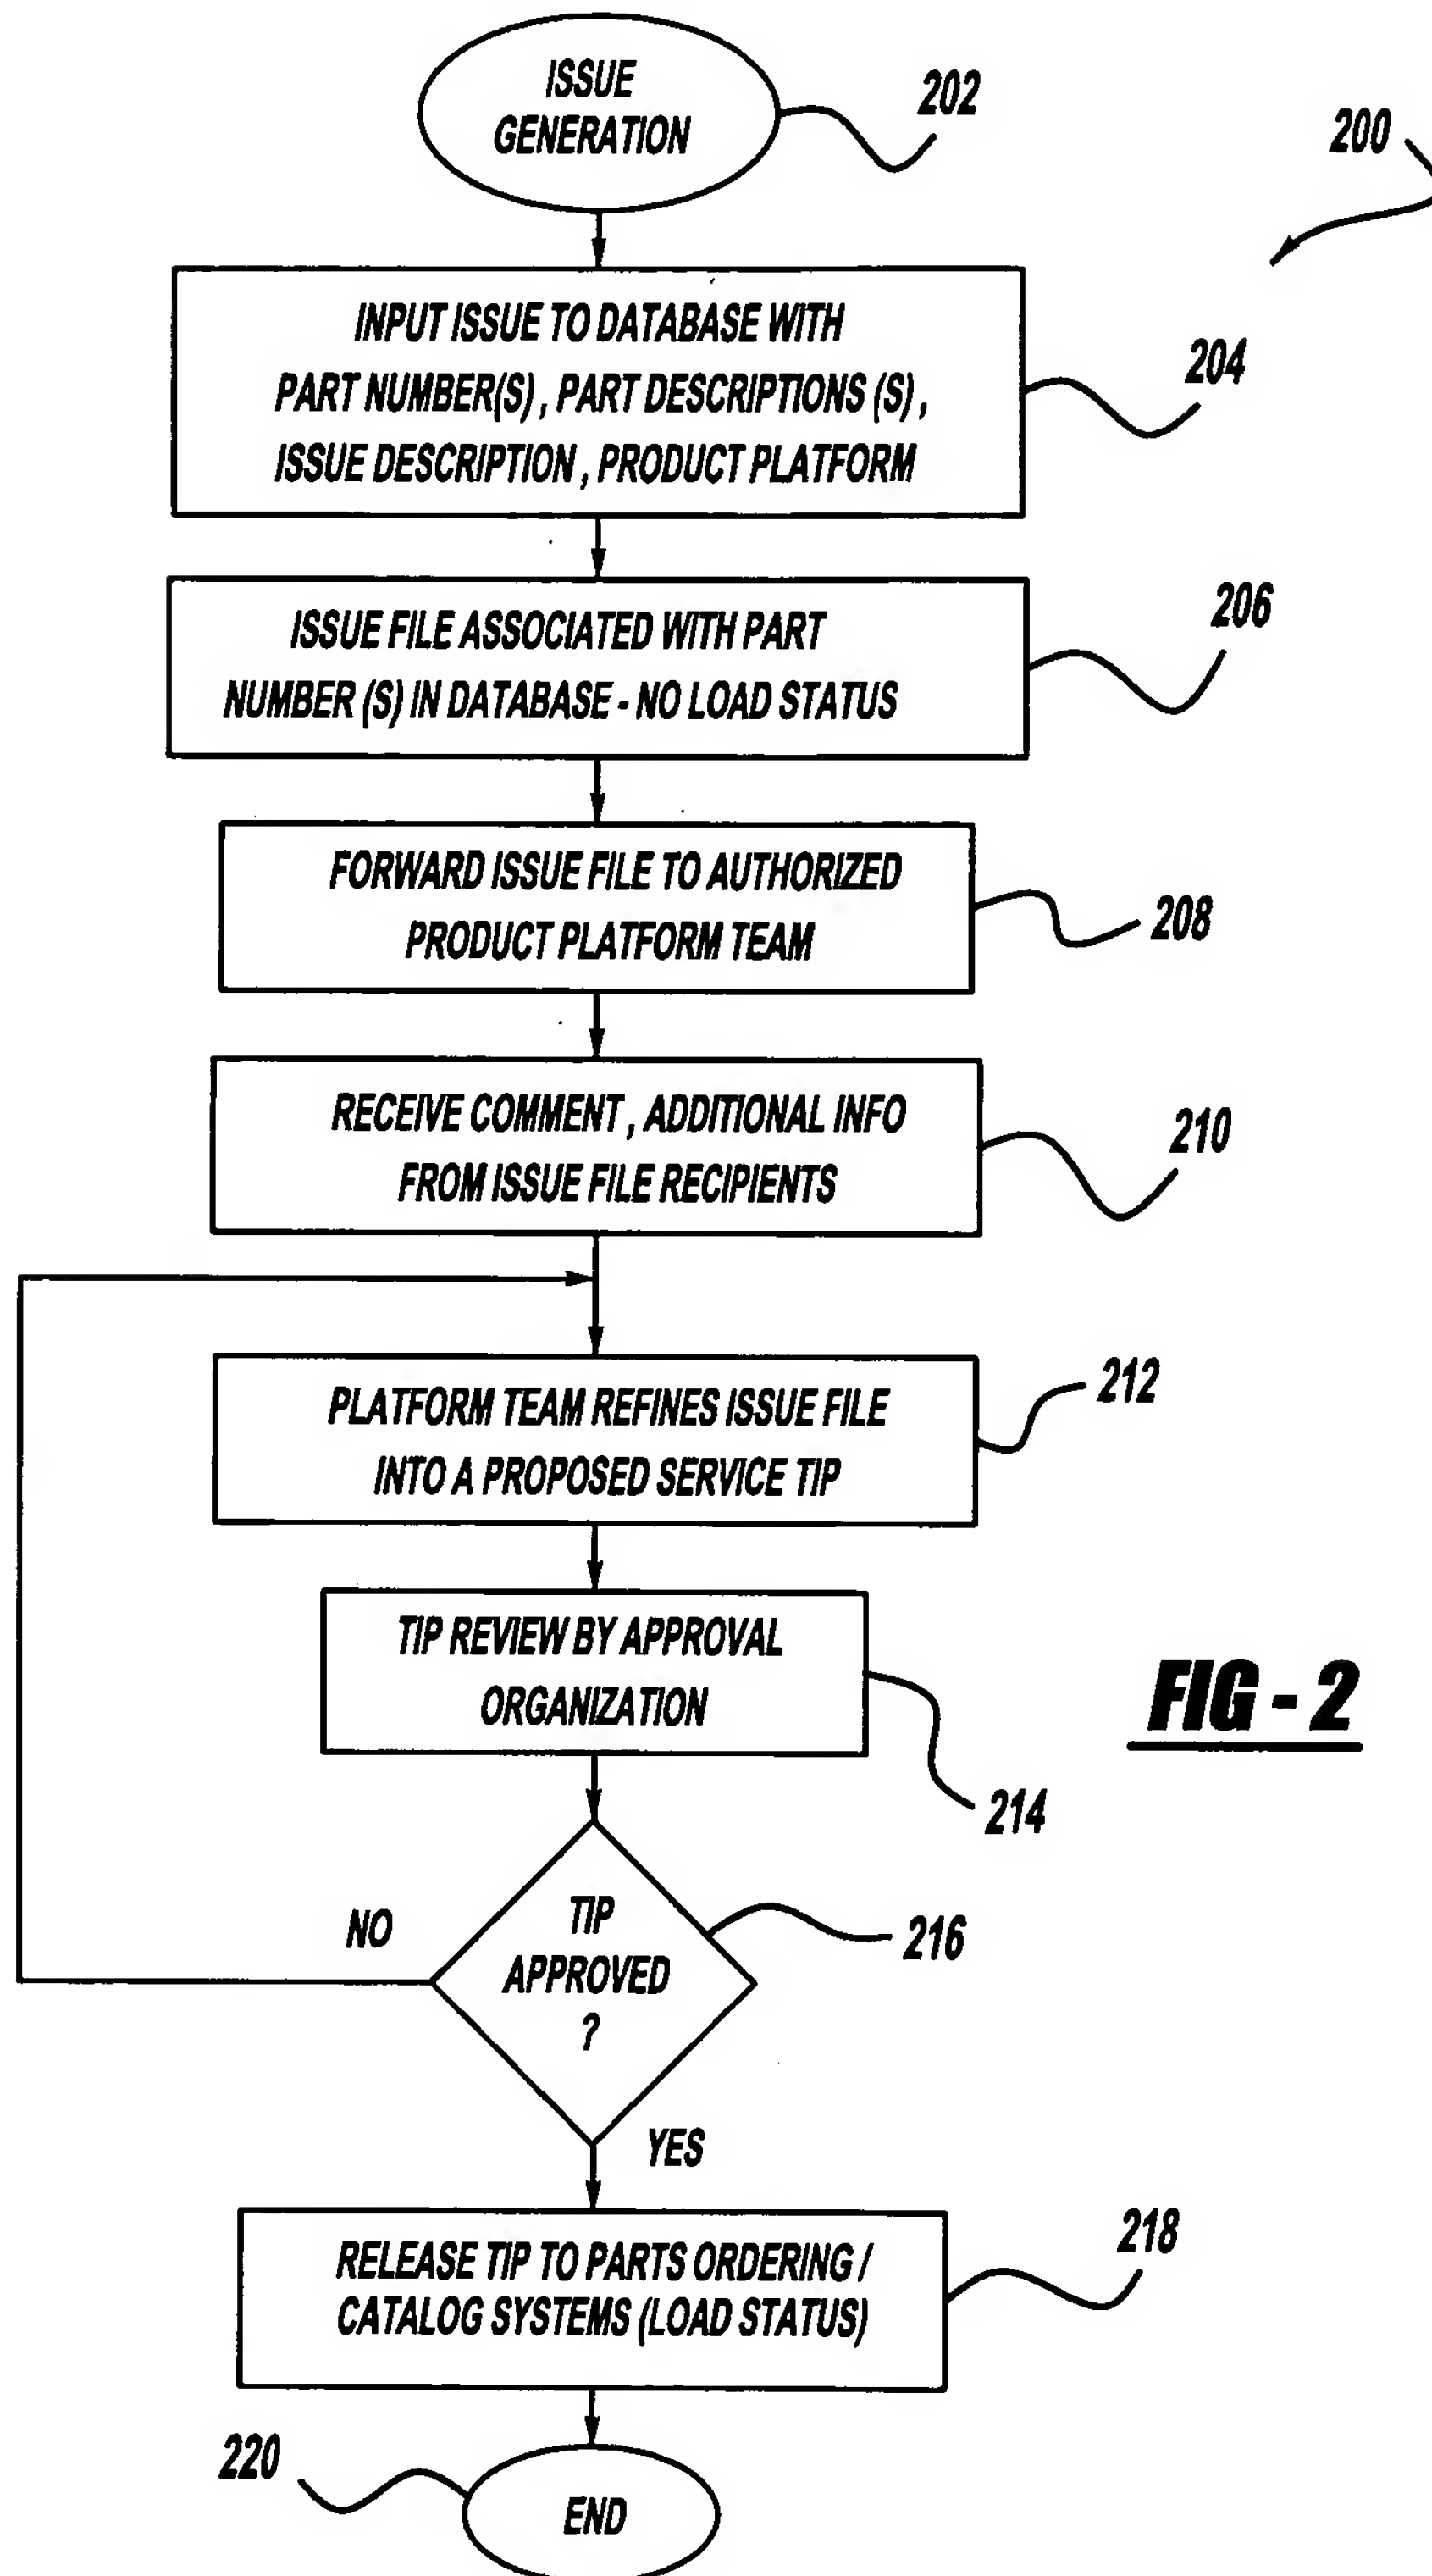 ISSUE
GENERATION
202
200
INPUT ISSUE TO DATABASE WITH
PART NUMBER(S), PART DESCRIPTIONS (S),
ISSUE DESCRIPTION, PRODUCT PLATFORM
204
ISSUE FILE ASSOCIATED WITH PART
NUMBER (S) IN DATABASE - NO LOAD STATUS
206
FORWARD ISSUE FILE TO AUTHORIZED
PRODUCT PLATFORM TEAM
208
RECEIVE COMMENT, ADDITIONAL INFO
FROM ISSUE FILE RECIPIENTS
210
PLATFORM TEAM REFINES ISSUE FILE
INTO A PROPOSED SERVICE TIP
212
TIP REVIEW BY APPROVAL
ORGANIZATION
214
FIG - 2
TIP
APPROVED
?
216
NO
YES
RELEASE TIP TO PARTS ORDERING /
CATALOG SYSTEMS (LOAD STATUS)
218
220
END